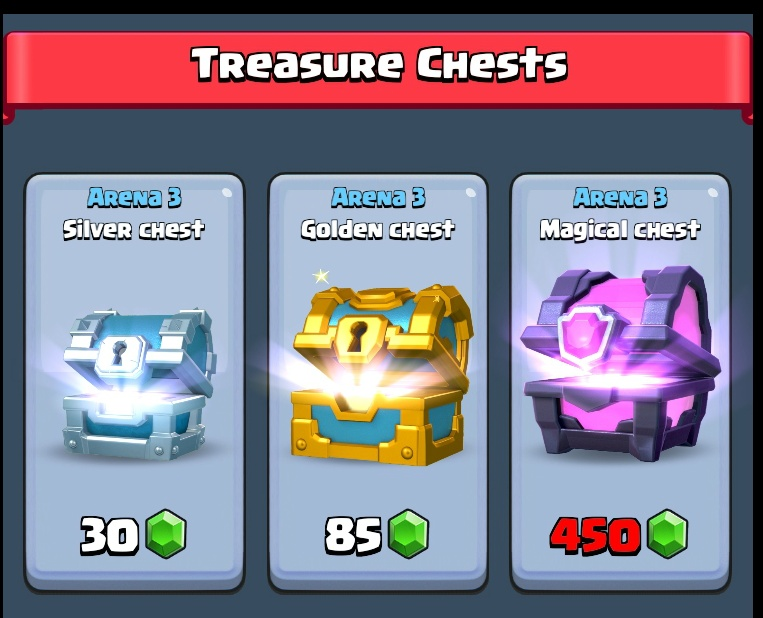 Treasure Chests
Arena 3
Silver chest
30
Arena 3
Golden chest
85
Arena 3
Magical chest
450